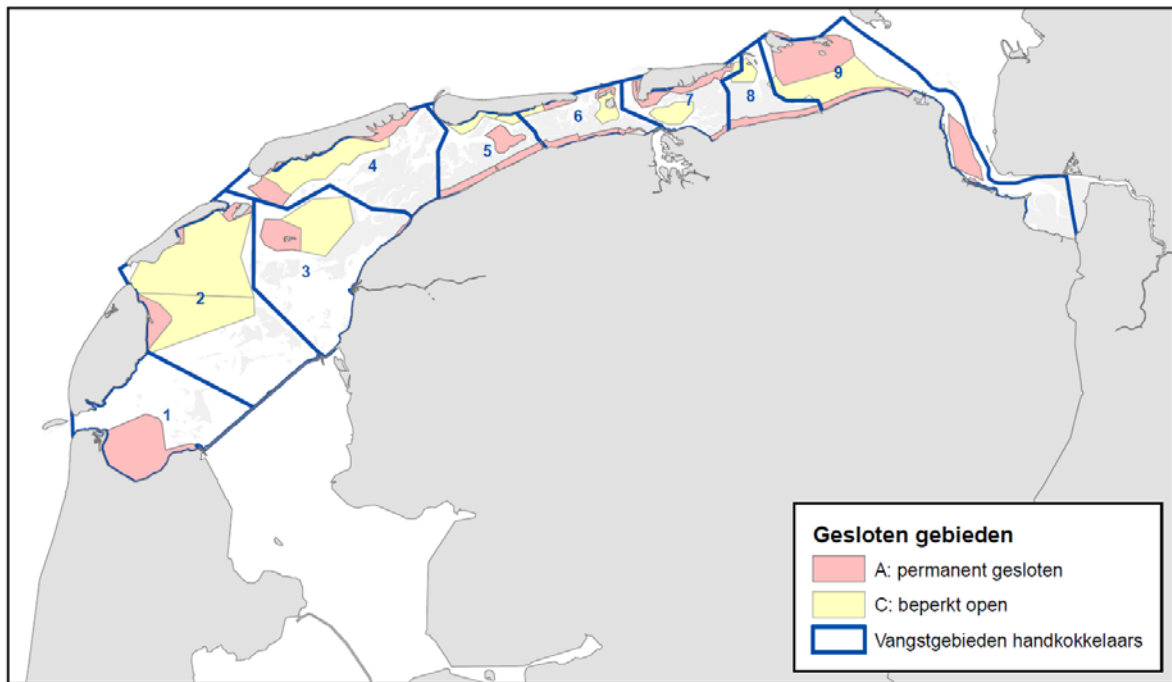 9
7
8
6
5
4
3
2
1
Gesloten gebieden
A: permanent gesloten
C: beperkt open
Vangstgebieden handkokkelaars